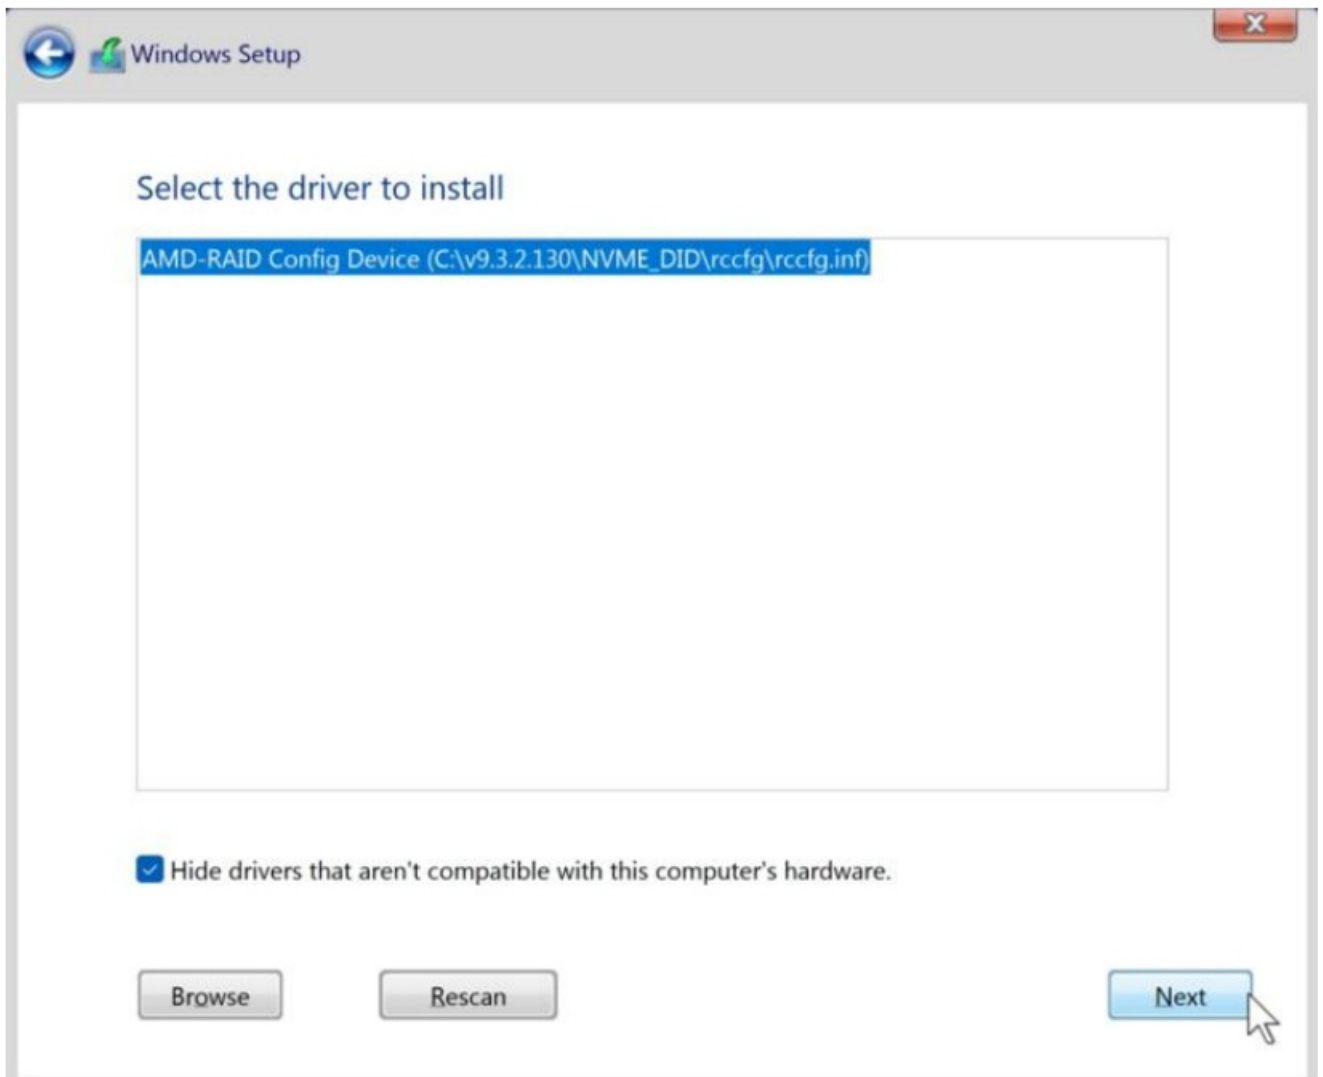 Windows Setup
Select the driver to install
AMD-RAID Config Device (C:\v9.3.2.130\NVME_DID\rccfg\rccfg.inf)
Hide drivers that aren't compatible with this computer's hardware.
Browse
Rescan
Next